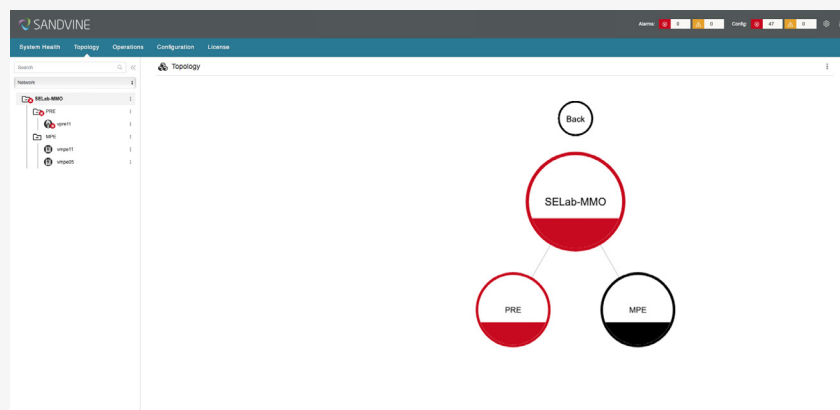 SANDVINE
Alarms: 0 0 Config: 47 0
System Health Topology Operations Configuration License
Search
Topology
Network
SELab-MMO
PRE
vpre11
MPE
vmpe11
vmpe05
Back
SELab-MMO
PRE
MPE